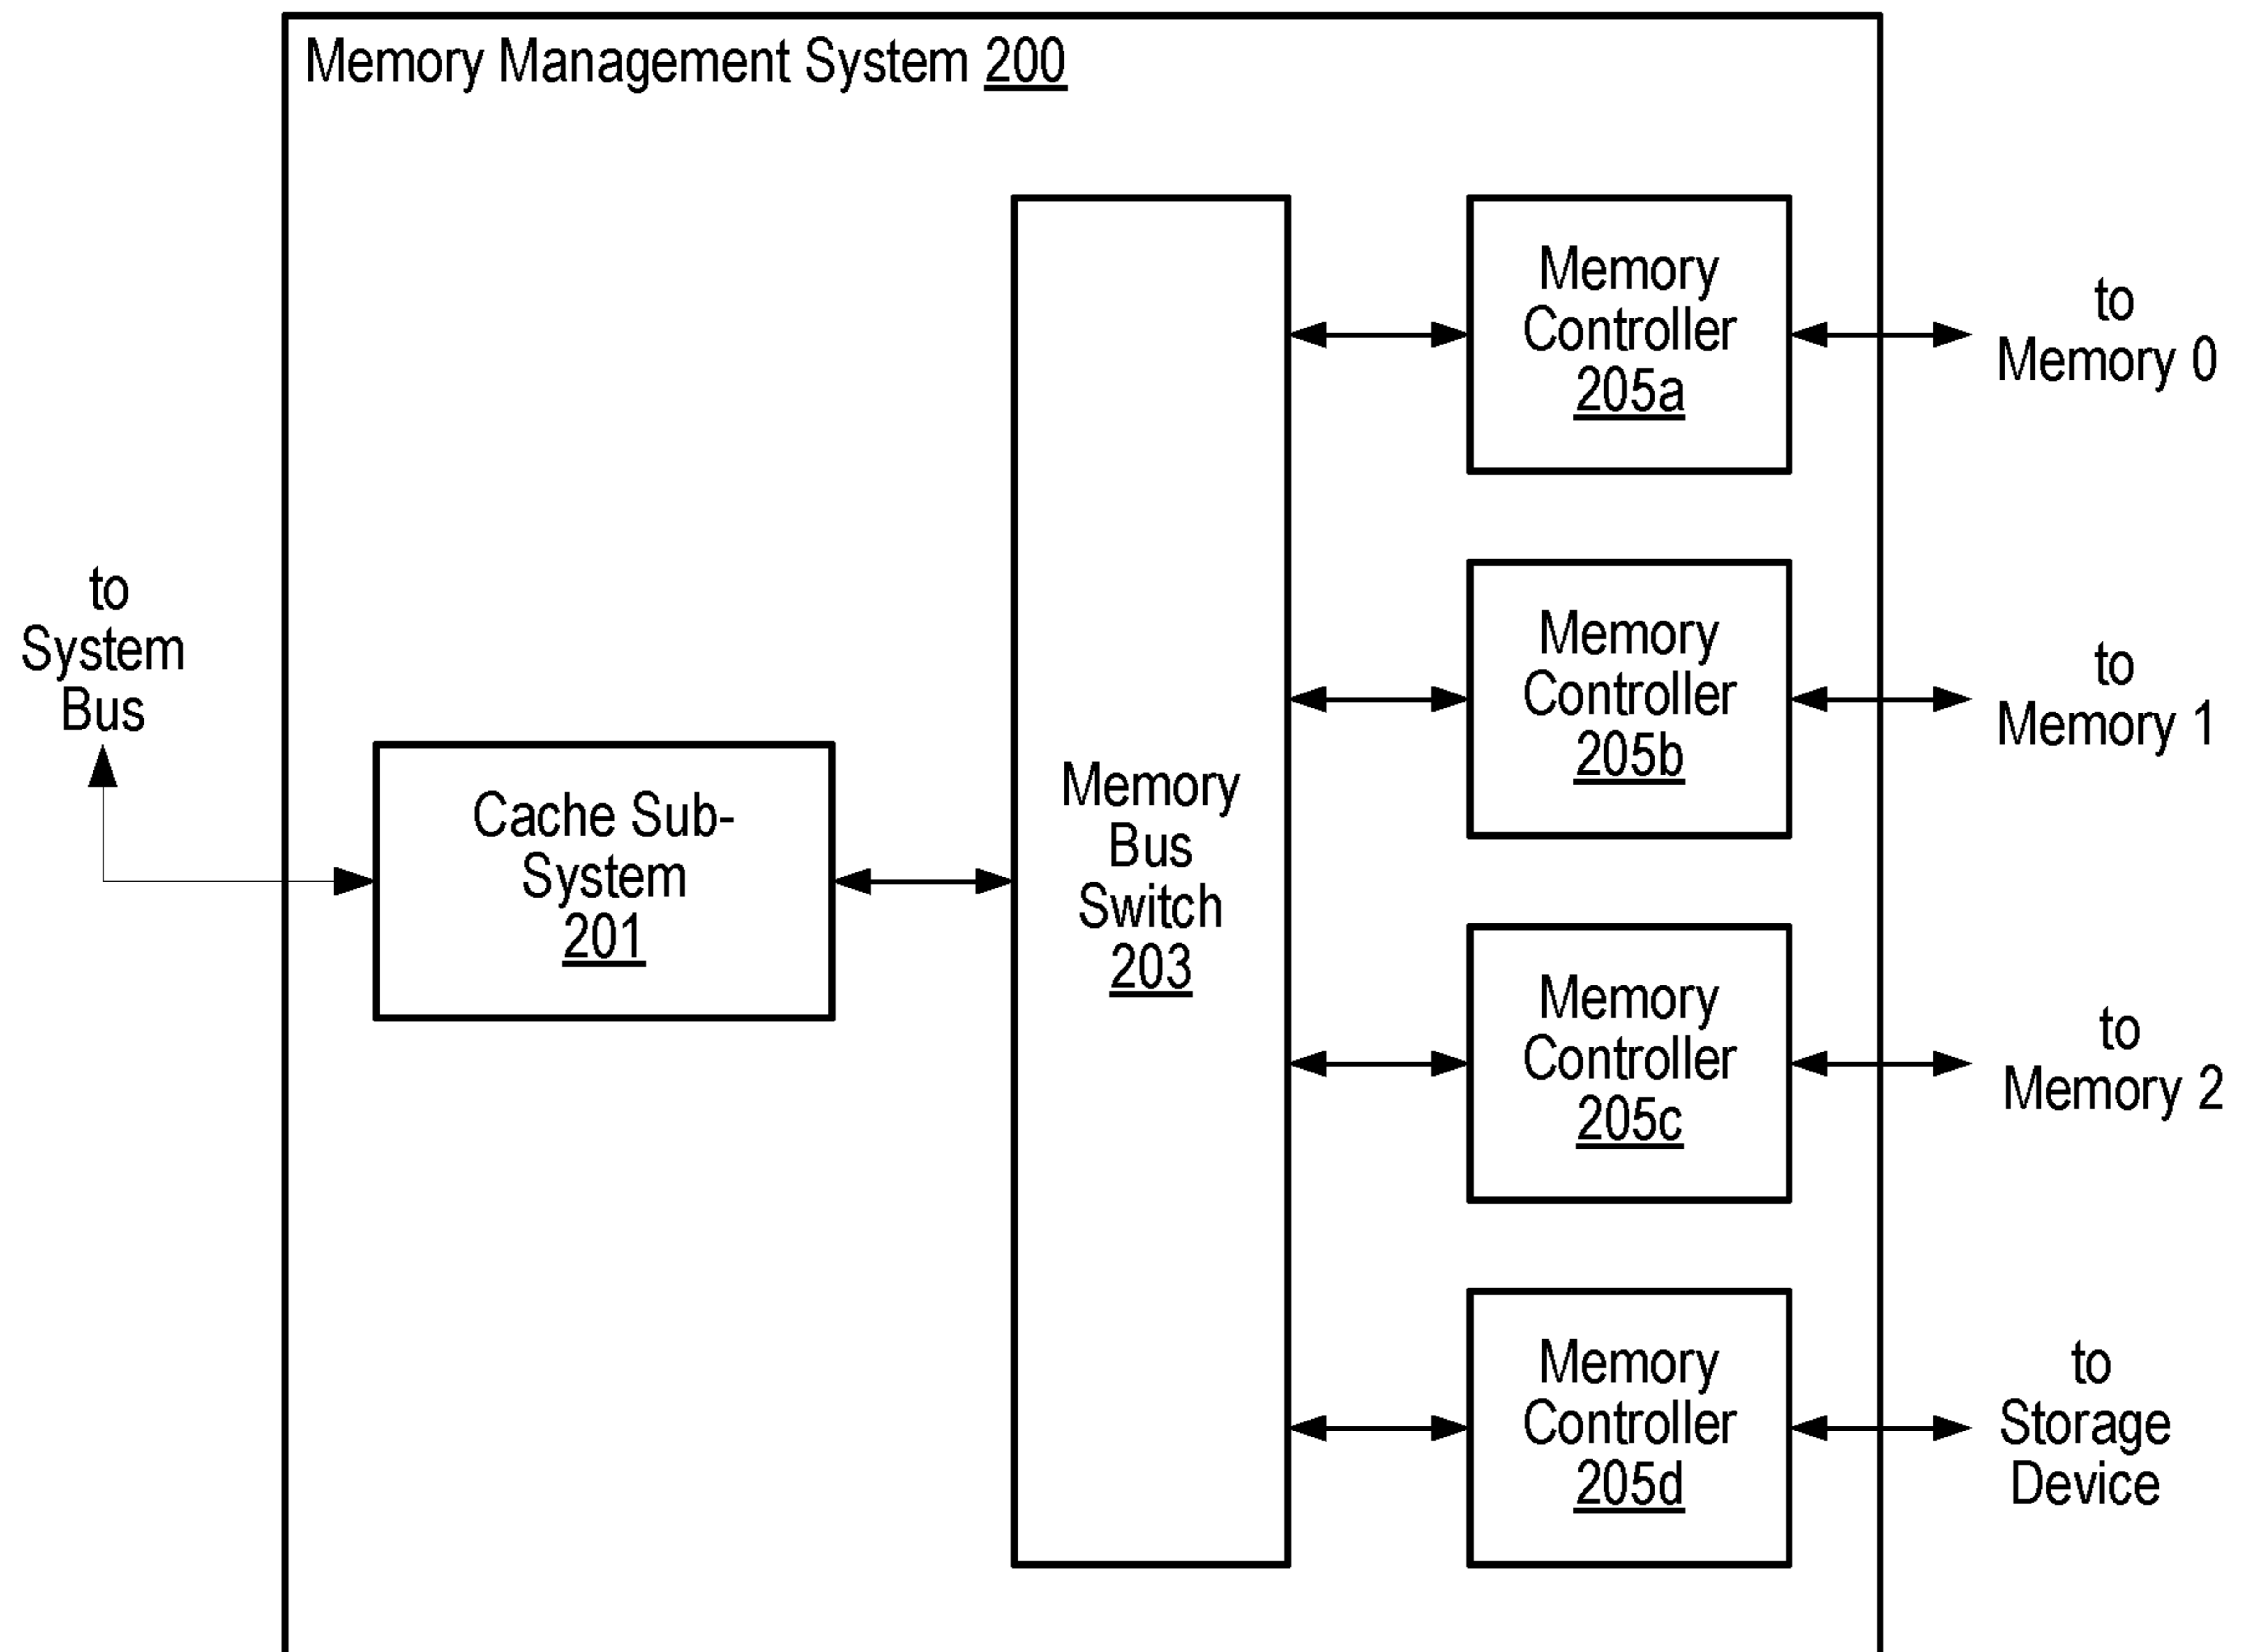 Memory Management System 200
to
System
Bus
Cache Sub-
System
201
Memory
Bus
Switch
203
Memory
Controller
205a
to
Memory 0
Memory
Controller
205b
to
Memory 1
Memory
Controller
205c
to
Memory 2
Memory
Controller
205d
to
Storage
Device